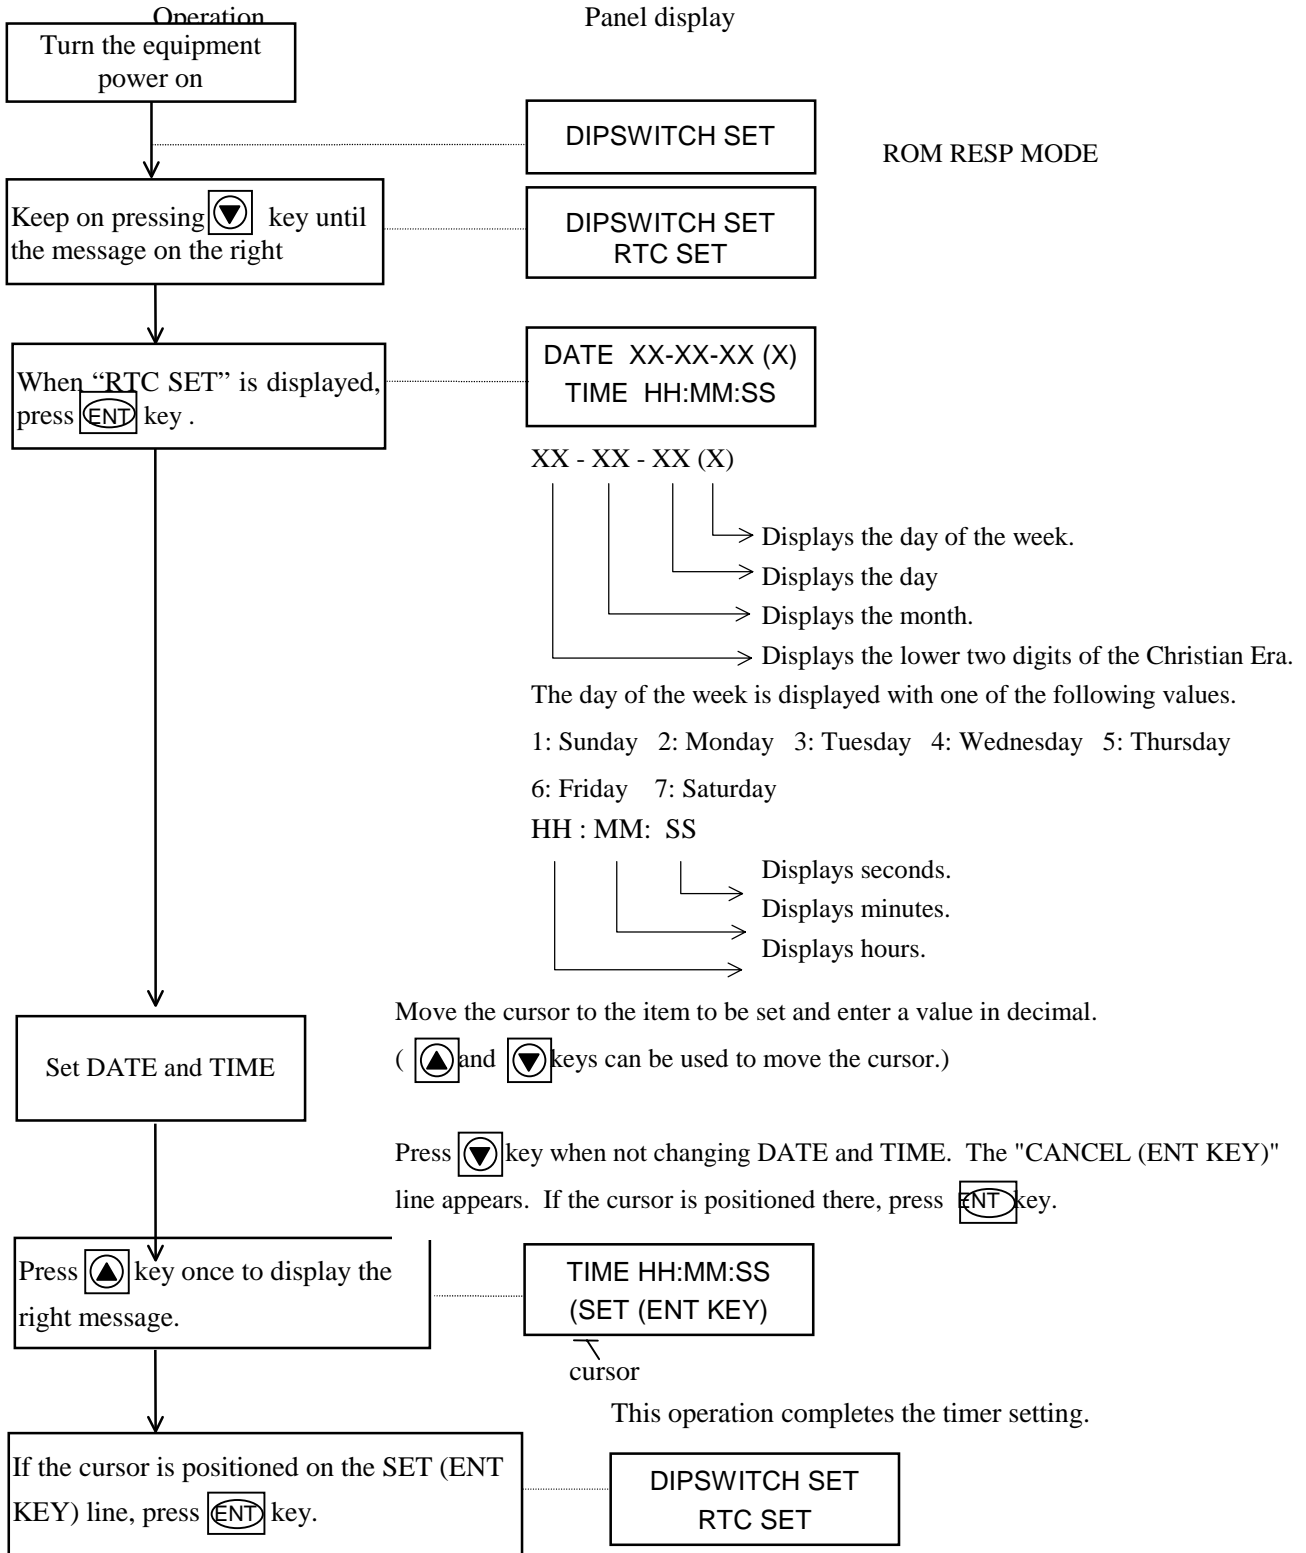 Operation Panel display
Turn the equipment
power on
DIPSWITCH SET
ROM RESP MODE
Keep on pressing ▼ key until
the message on the right
DIPSWITCH SET
RTC SET
When “RTC SET” is displayed,
press ENT key .
DATE XX-XX-XX (X)
TIME HH:MM:SS
XX - XX - XX (X)
Displays the day of the week.
Displays the day
Displays the month.
Displays the lower two digits of the Christian Era.
The day of the week is displayed with one of the following values.
1: Sunday 2: Monday 3: Tuesday 4: Wednesday 5: Thursday
6: Friday 7: Saturday
HH : MM: SS
Displays seconds.
Displays minutes.
Displays hours.
Set DATE and TIME
Move the cursor to the item to be set and enter a value in decimal.
( ▲ and ▼ keys can be used to move the cursor.)
Press ▼ key when not changing DATE and TIME. The "CANCEL (ENT KEY)"
line appears. If the cursor is positioned there, press ENT key.
Press ▲ key once to display the
right message.
TIME HH:MM:SS
(SET (ENT KEY)
cursor
This operation completes the timer setting.
If the cursor is positioned on the SET (ENT
KEY) line, press ENT key.
DIPSWITCH SET
RTC SET